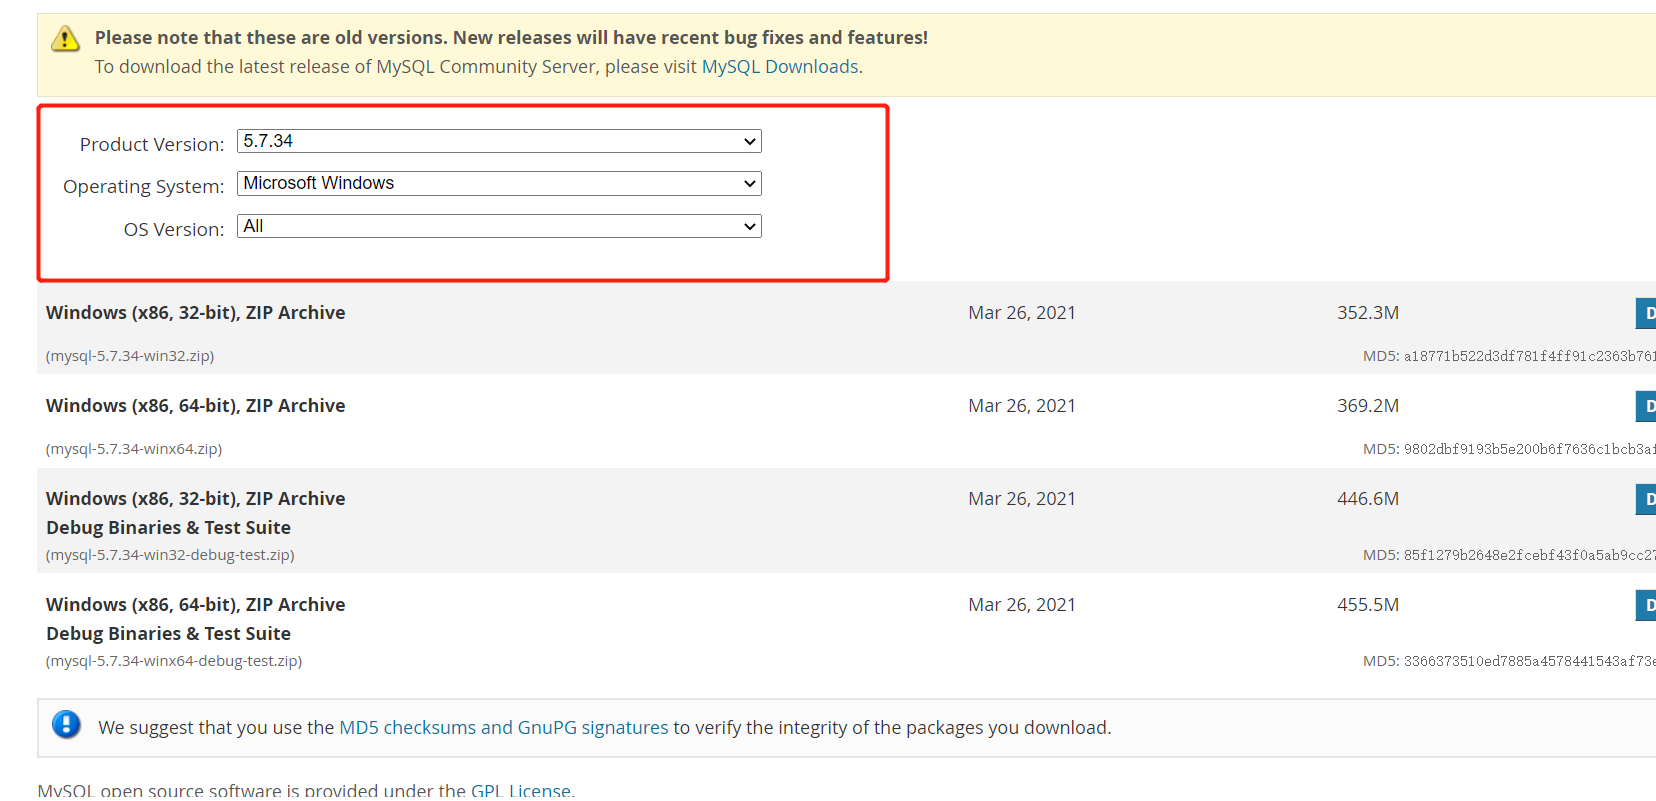 Please note that these are old versions. New releases will have recent bug fixes and features!
To download the latest release of MySQL Community Server, please visit MySQL Downloads.
Product Version: 5.7.34
Operating System: Microsoft Windows
OS Version: All
Windows (x86, 32-bit), ZIP Archive Mar 26, 2021 352.3M D
(mysql-5.7.34-win32.zip) MD5: a18771b522d3df781f4ff91c2363b761
Windows (x86, 64-bit), ZIP Archive Mar 26, 2021 369.2M D
(mysql-5.7.34-winx64.zip) MD5: 9802dbf9193b5e200b6f7636c1bcb3af
Windows (x86, 32-bit), ZIP Archive Mar 26, 2021 446.6M D
Debug Binaries & Test Suite
(mysql-5.7.34-win32-debug-test.zip) MD5: 85f1279b2648e2fcebf43f0a5ab9cc27
Windows (x86, 64-bit), ZIP Archive Mar 26, 2021 455.5M D
Debug Binaries & Test Suite
(mysql-5.7.34-winx64-debug-test.zip) MD5: 3366373510ed7885a4578441543af73e
We suggest that you use the MD5 checksums and GnuPG signatures to verify the integrity of the packages you download.
MySQL open source software is provided under the GPL License.